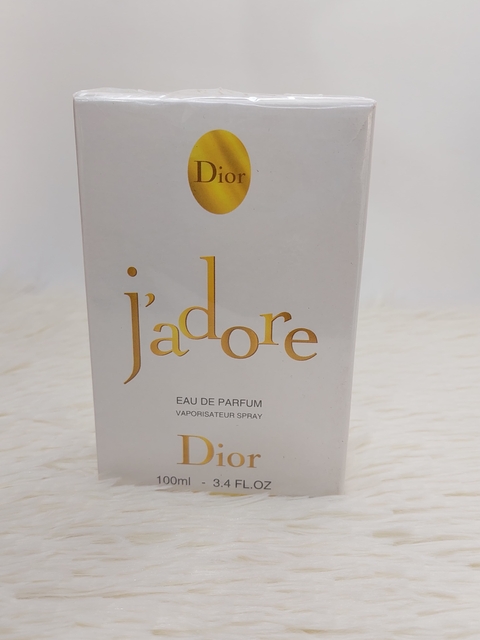 Dior
j'adore
EAU DE PARFUM
VAPORISATEUR SPRAY
Dior
100ml - 3.4 FL.OZ